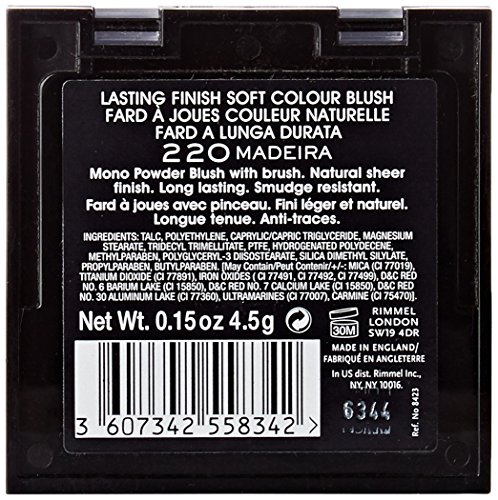 LASTING FINISH SOFT COLOUR BLUSH
FARD À JOUES COULEUR NATURELLE
FARD A LUNGA DURATA
220 MADEIRA
Mono Powder Blush with brush. Natural sheer
finish. Long lasting. Smudge resistant.
Fard à joues avec pinceau. Fini léger et naturel.
Longue tenue. Anti-traces.
INGREDIENTS: TALC, POLYETHYLENE, CAPRYLIC/CAPRIC TRIGLYCERIDE, MAGNESIUM
STEARATE, TRIDECYL TRIMELLITATE, PTFE, HYDROGENATED POLYDECENE,
METHYLPARABEN, POLYGLYCERYL-3 DIISOSTEARATE, SILICA DIMETHYL SILYLATE,
PROPYLPARABEN, BUTYLPARABEN. [May Contain/Peut Contenir/+/-: MICA (CI 77019),
TITANIUM DIOXIDE (CI 77891), IRON OXIDES (CI 77491, CI 77492, CI 77499), D&C RED
NO. 6 BARIUM LAKE (CI 15850), D&C RED NO. 7 CALCIUM LAKE (CI 15850), D&C RED
NO. 30 ALUMINUM LAKE (CI 77360), ULTRAMARINES (CI 77007), CARMINE (CI 75470)].
Net Wt. 0.15oz 4.5g
30M
RIMMEL
LONDON
SW19 4DR
MADE IN ENGLAND/
FABRIQUÉ EN ANGLETERRE
In US dist. Rimmel Inc.,
NY, NY 10016.
6344
Ref. No 8423
3 607342 558342